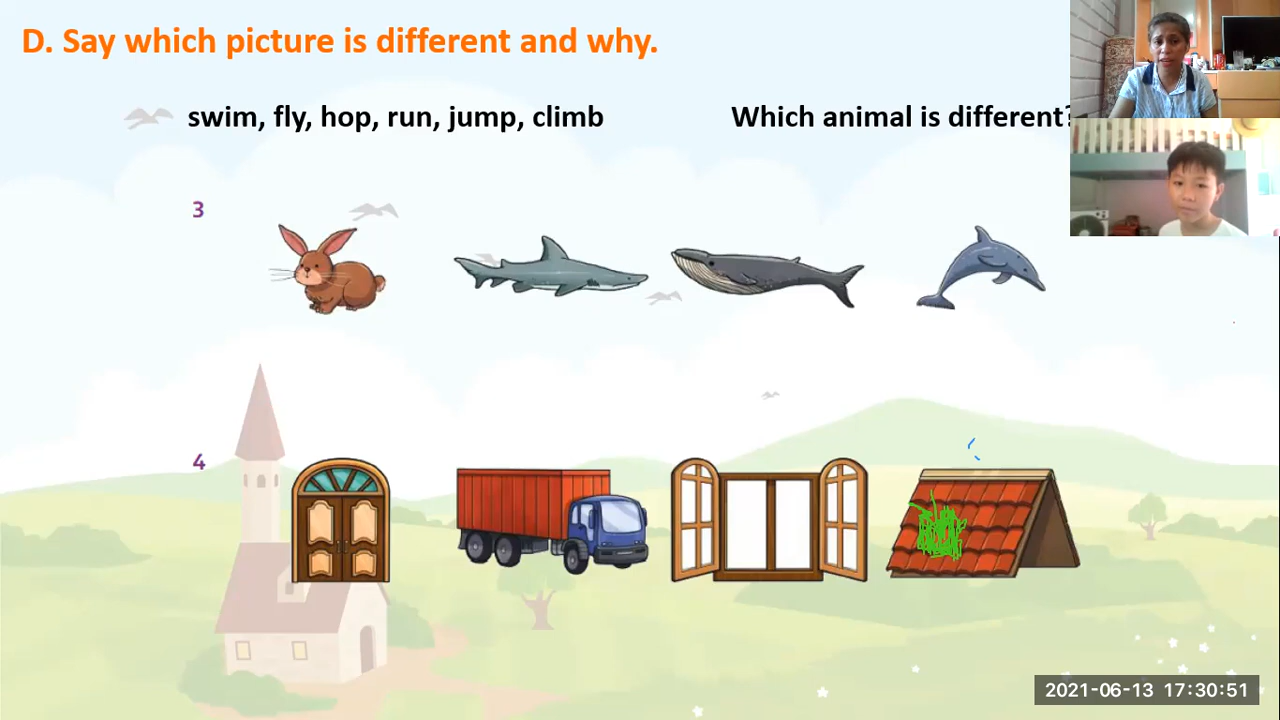 D. Say which picture is different and why.
swim, fly, hop, run, jump, climb
Which animal is different?
3
4
2021-06-13 17:30:51